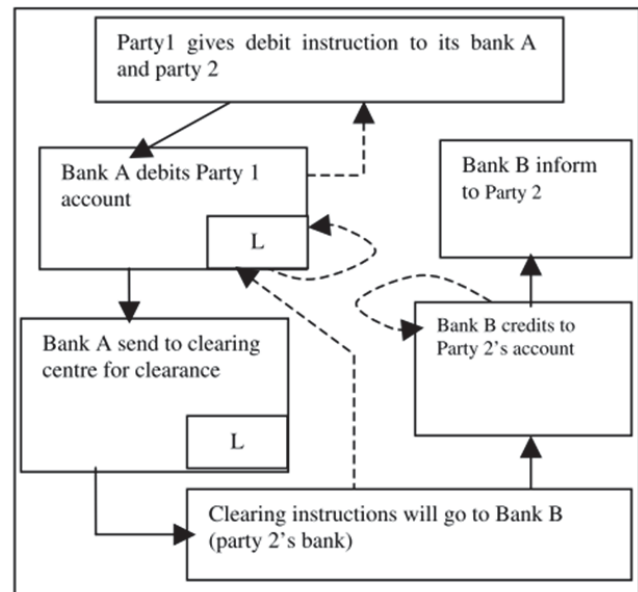 Party1 gives debit instruction to its bank A
and party 2
Bank A debits Party 1
account
L
Bank B inform
to Party 2
Bank A send to clearing
centre for clearance
L
Bank B credits to
Party 2's account
Clearing instructions will go to Bank B
(party 2's bank)